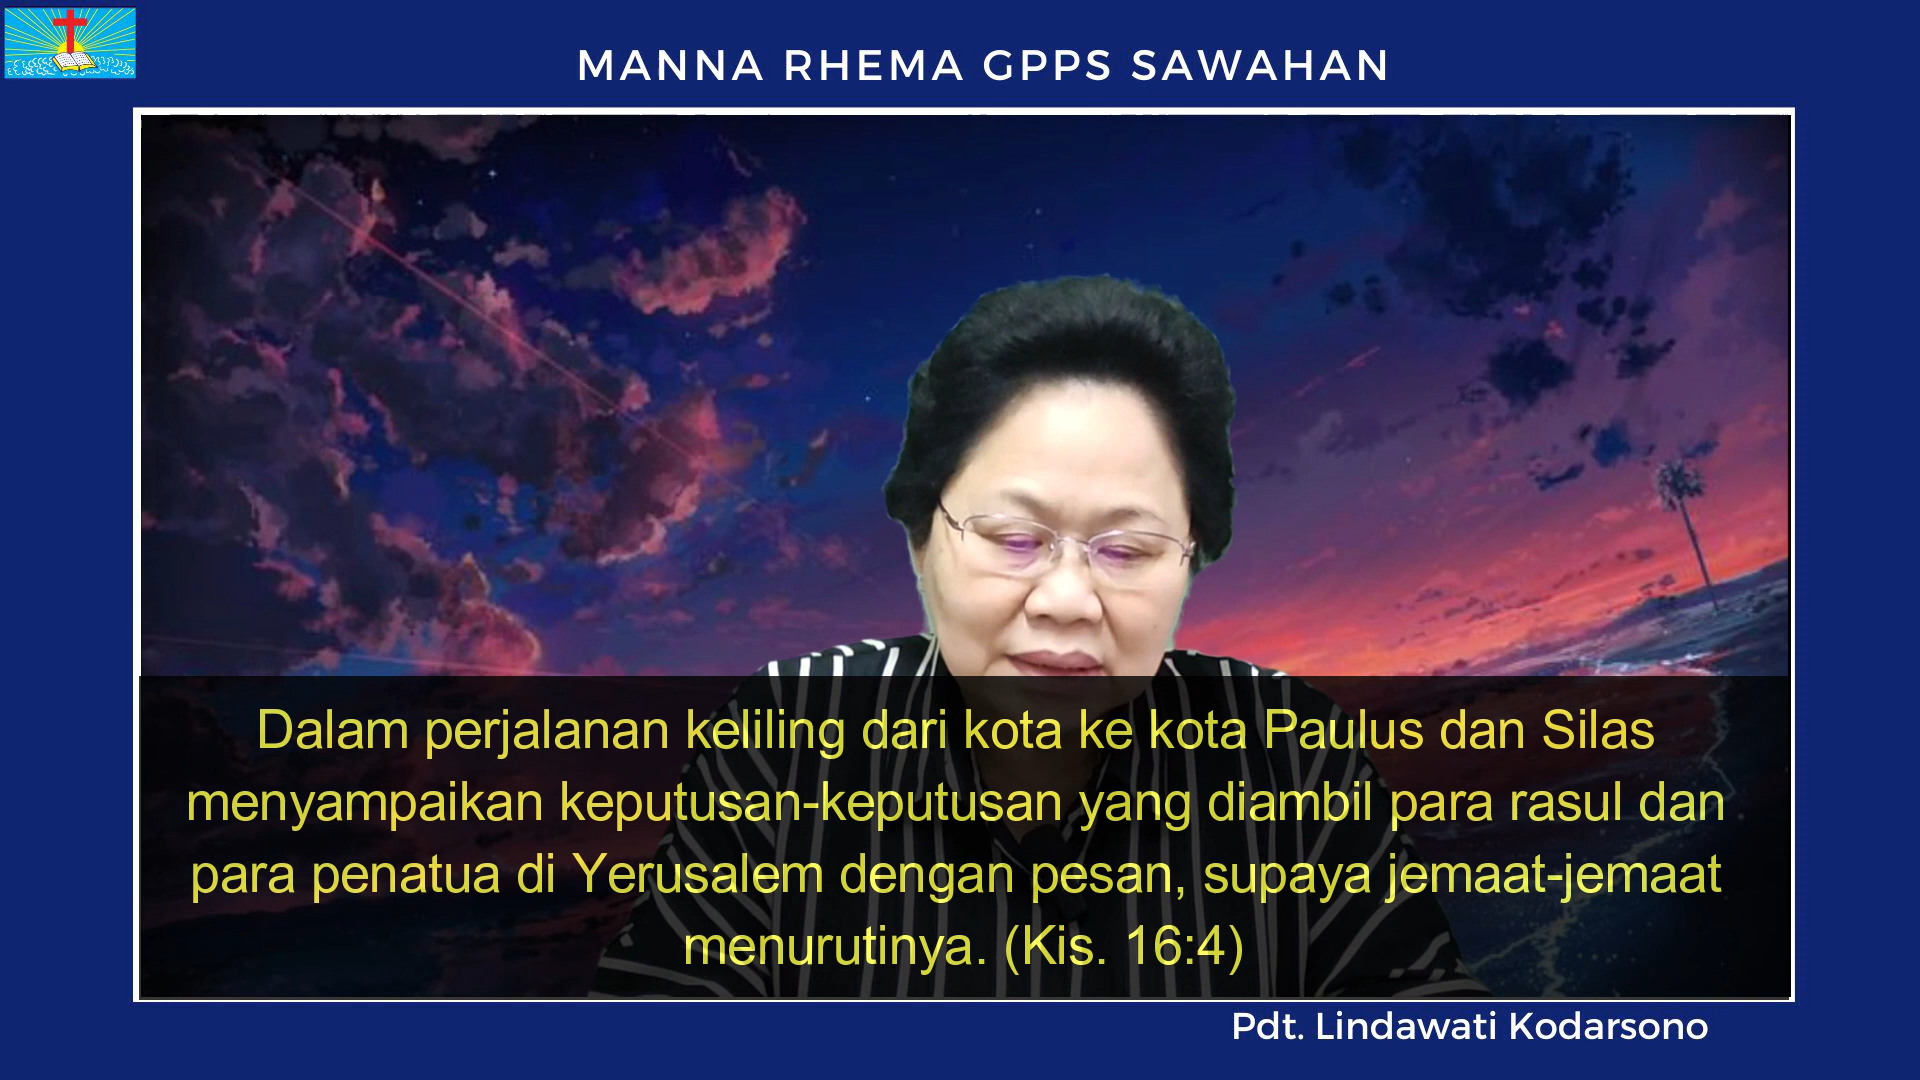 MANNA RHEMA GPPS SAWAHAN
Dalam perjalanan keliling dari kota ke kota Paulus dan Silas
menyampaikan keputusan-keputusan yang diambil para rasul dan
para penatua di Yerusalem dengan pesan, supaya jemaat-jemaat
menurutinya. (Kis. 16:4)
Pdt. Lindawati Kodarsono